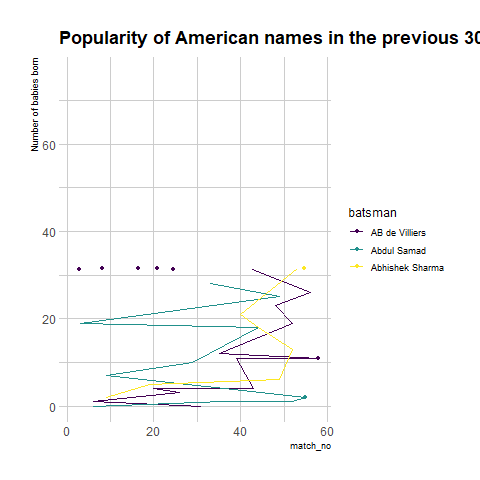 Popularity of American names in the previous 30
Number of babies born
60
40
20
0
0 20 40 60
match_no
batsman
AB de Villiers
Abdul Samad
Abhishek Sharma